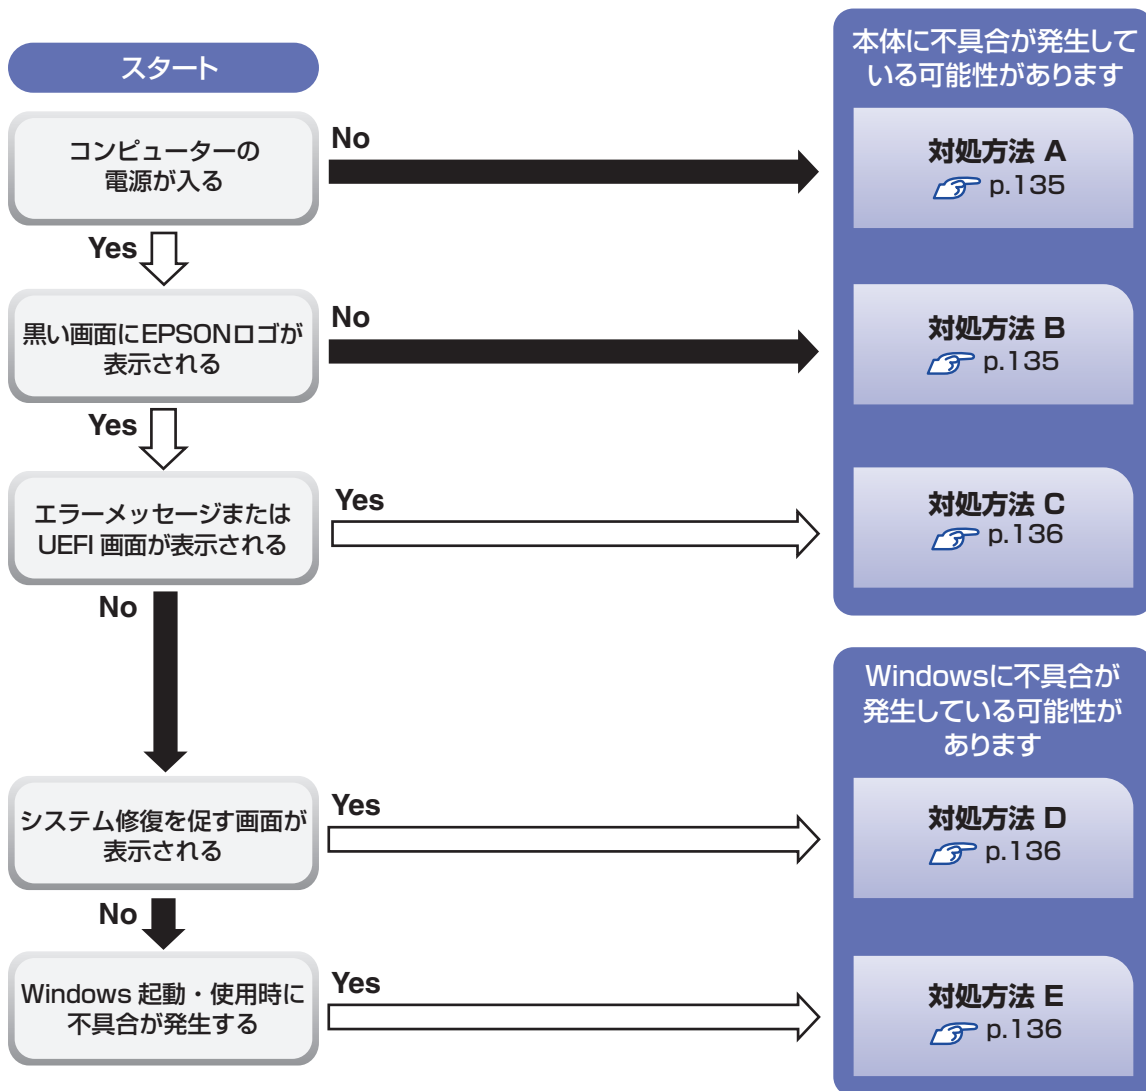 スタート
コンピューターの
電源が入る
No
Yes
黒い画面にEPSONロゴが
表示される
No
Yes
エラーメッセージまたは
UEFI 画面が表示される
Yes
No
システム修復を促す画面が
表示される
Yes
No
Windows 起動・使用時に
不具合が発生する
Yes
本体に不具合が発生して
いる可能性があります
対処方法 A
p.135
対処方法 B
p.135
対処方法 C
p.136
Windowsに不具合が
発生している可能性が
あります
対処方法 D
p.136
対処方法 E
p.136